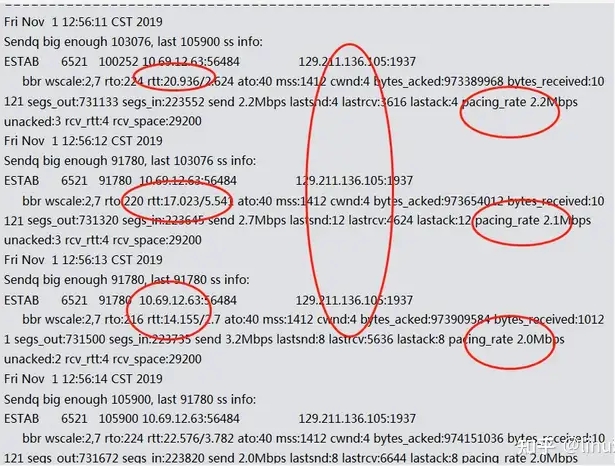 Fri Nov 1 12:56:11 CST 2019
Sendq big enough 103076, last 105900 ss info:
ESTAB 6521 100252 10.69.12.63:56484 129.211.136.105:1937
bbr wscale:2,7 rto:224 rtt:20.936/2.624 ato:40 mss:1412 cwnd:4 bytes_acked:973389968 bytes_received:10
121 segs_out:731133 segs_in:223552 send 2.2Mbps lastsnd:4 lastrcv:3616 lastack:4 pacing_rate 2.2Mbps
unacked:3 rcv_rtt:4 rcv_space:29200
Fri Nov 1 12:56:12 CST 2019
Sendq big enough 91780, last 103076 ss info:
ESTAB 6521 91780 10.69.12.63:56484 129.211.136.105:1937
bbr wscale:2,7 rto:220 rtt:17.023/5.541 ato:40 mss:1412 cwnd:4 bytes_acked:973654012 bytes_received:10
121 segs_out:731320 segs_in:223645 send 2.7Mbps lastsnd:12 lastrcv:4624 lastack:12 pacing_rate 2.1Mbps
unacked:3 rcv_rtt:4 rcv_space:29200
Fri Nov 1 12:56:13 CST 2019
Sendq big enough 91780, last 91780 ss info:
ESTAB 6521 91780 10.69.12.63:56484 129.211.136.105:1937
bbr wscale:2,7 rto:216 rtt:14.155/2.7 ato:40 mss:1412 cwnd:4 bytes_acked:973909584 bytes_received:1012
1 segs_out:731500 segs_in:223735 send 3.2Mbps lastsnd:8 lastrcv:5636 lastack:8 pacing_rate 2.0Mbps
unacked:2 rcv_rtt:4 rcv_space:29200
Fri Nov 1 12:56:14 CST 2019
Sendq big enough 105900, last 91780 ss info:
ESTAB 6521 105900 10.69.12.63:56484 129.211.136.105:1937
bbr wscale:2,7 rto:224 rtt:22.576/3.782 ato:40 mss:1412 cwnd:4 bytes_acked:974151036 bytes_received:10
121 segs_out:731672 segs_in:223820 send 2.0Mbps lastsnd:8 lastrcv:6644 lastack:8 pacing_rate 2.0Mbps
知乎 @linux